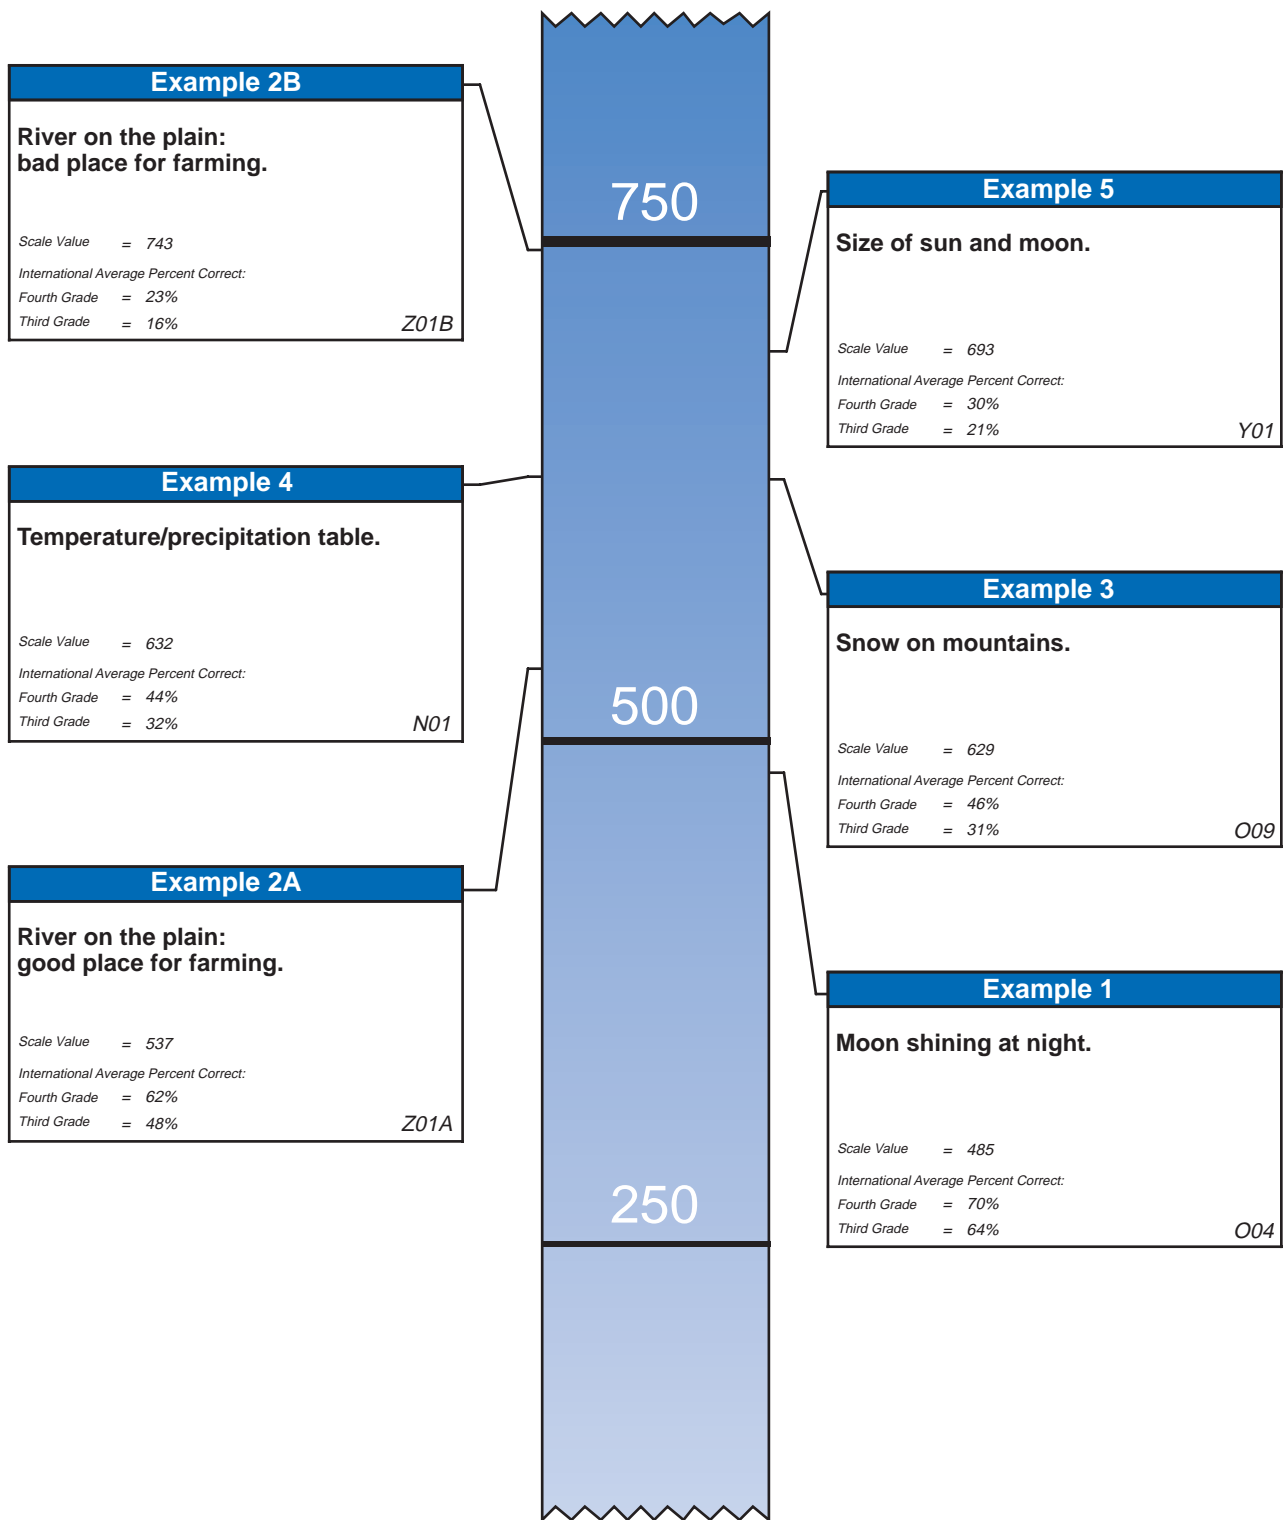 Example 2B
River on the plain:
bad place for farming.
Scale Value = 743
International Average Percent Correct:
Fourth Grade = 23%
Third Grade = 16%
Z01B
Example 4
Temperature/precipitation table.
Scale Value = 632
International Average Percent Correct:
Fourth Grade = 44%
Third Grade = 32%
N01
Example 2A
River on the plain:
good place for farming.
Scale Value = 537
International Average Percent Correct:
Fourth Grade = 62%
Third Grade = 48%
Z01A
750
500
250
Example 5
Size of sun and moon.
Scale Value = 693
International Average Percent Correct:
Fourth Grade = 30%
Third Grade = 21%
Y01
Example 3
Snow on mountains.
Scale Value = 629
International Average Percent Correct:
Fourth Grade = 46%
Third Grade = 31%
O09
Example 1
Moon shining at night.
Scale Value = 485
International Average Percent Correct:
Fourth Grade = 70%
Third Grade = 64%
O04